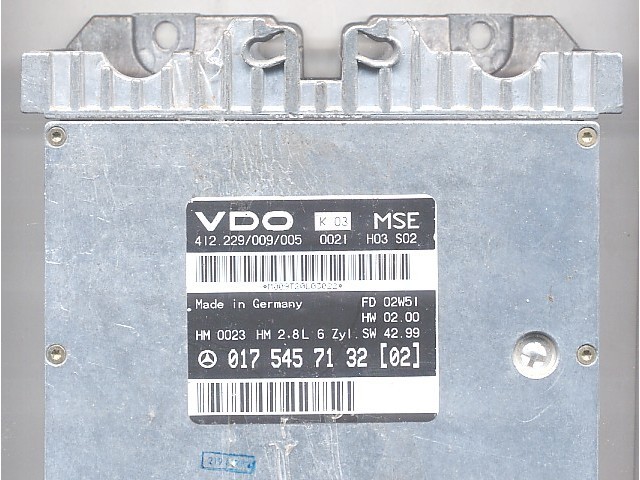 VDO K 03 MSE
412.229/009/005 0021 H03 S02
Made in Germany FD 02W51
HW 02.00
HM 0023 HM 2.8L 6 Zyl. SW 42.99
017 545 71 32 [02]